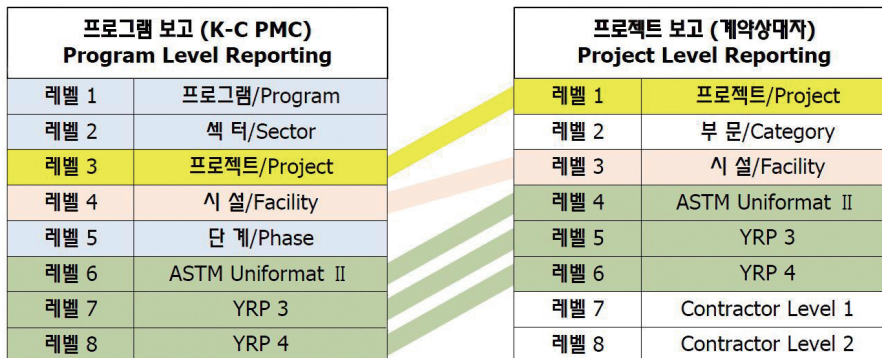 프로그램 보고 (K-C PMC)
Program Level Reporting
레벨 1 프로그램/Program
레벨 2 섹 터/Sector
레벨 3 프로젝트/Project
레벨 4 시 설/Facility
레벨 5 단 계/Phase
레벨 6 ASTM Uniformat Ⅱ
레벨 7 YRP 3
레벨 8 YRP 4
프로젝트 보고 (계약상대자)
Project Level Reporting
레벨 1 프로젝트/Project
레벨 2 부 문/Category
레벨 3 시 설/Facility
레벨 4 ASTM Uniformat Ⅱ
레벨 5 YRP 3
레벨 6 YRP 4
레벨 7 Contractor Level 1
레벨 8 Contractor Level 2